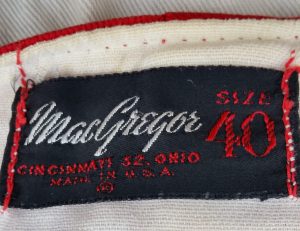 MacGregor
SIZE
40
CINCINNATI 32, OHIO
MADE IN U.S.A.